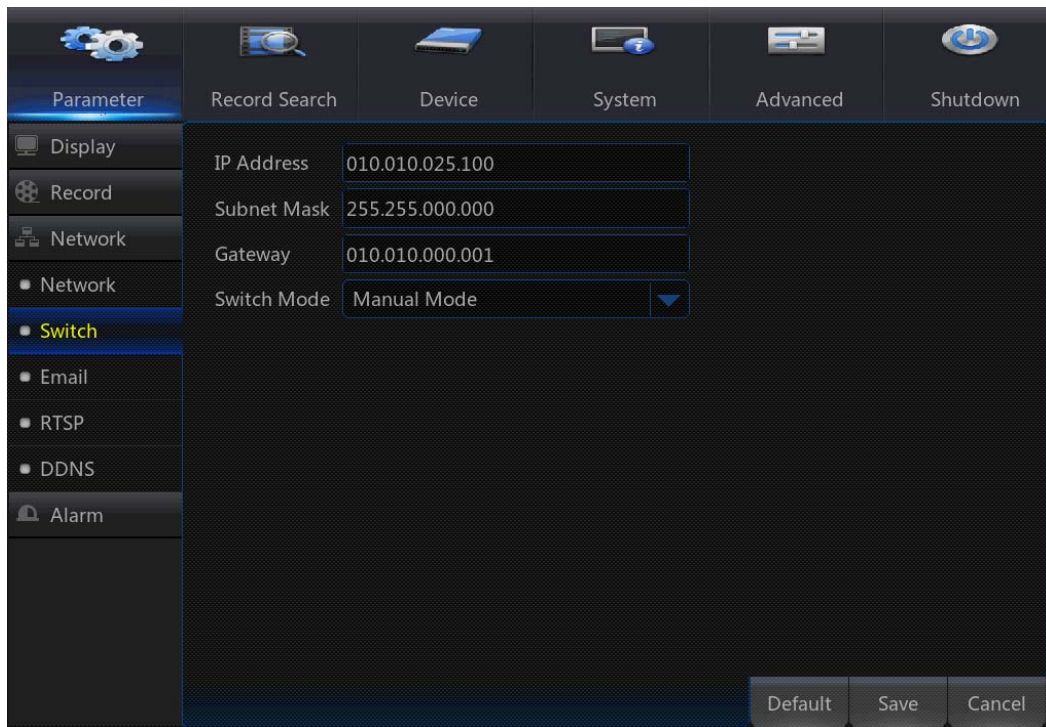 Parameter Record Search Device System Advanced Shutdown
Display
Record
Network
Network
Switch
Email
RTSP
DDNS
Alarm
IP Address 010.010.025.100
Subnet Mask 255.255.000.000
Gateway 010.010.000.001
Switch Mode Manual Mode
Default Save Cancel